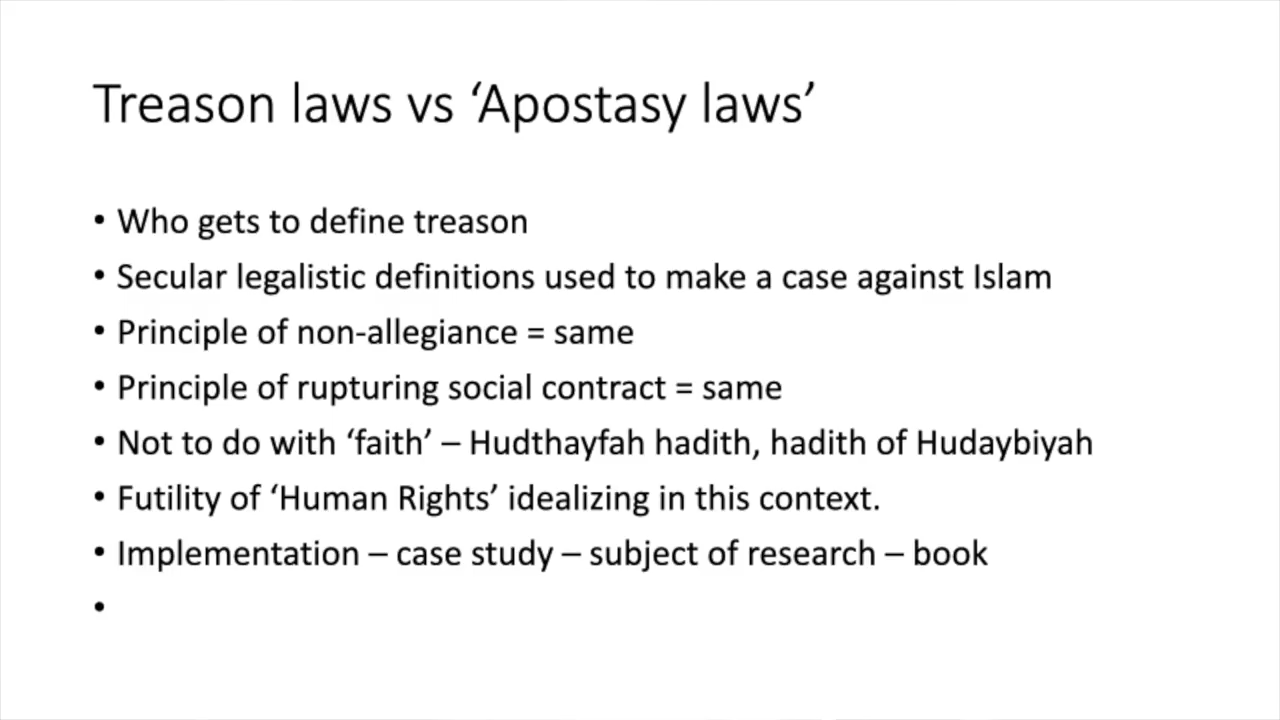 Treason laws vs ‘Apostasy laws’
• Who gets to define treason
• Secular legalistic definitions used to make a case against Islam
• Principle of non-allegiance = same
• Principle of rupturing social contract = same
• Not to do with ‘faith’ – Hudthayfah hadith, hadith of Hudaybiyah
• Futility of ‘Human Rights’ idealizing in this context.
• Implementation – case study – subject of research – book
•